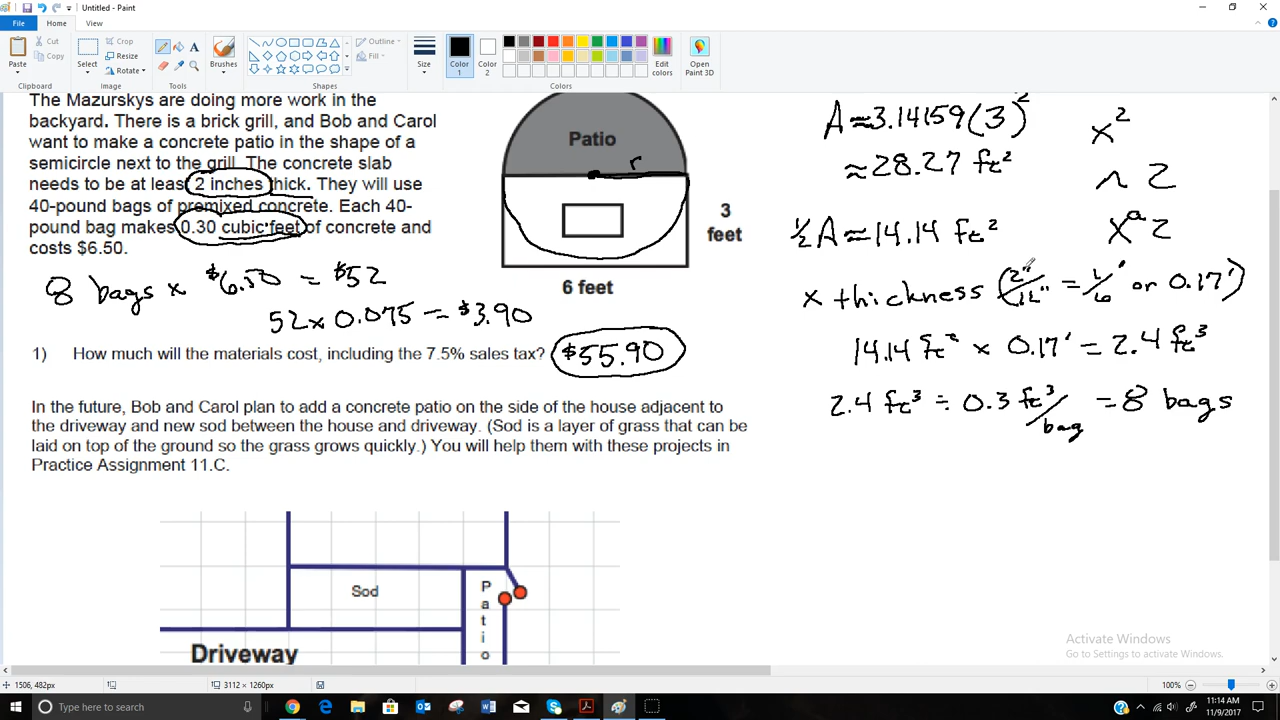 Untitled - Paint
File Home View
Paste Cut Copy Clipboard
Select Crop Resize Rotate Image
Tools
Brushes
Shapes Outline Fill
Size
Color 1 Color 2 Edit colors Colors
Open Paint 3D
The Mazurskys are doing more work in the
backyard. There is a brick grill, and Bob and Carol
want to make a concrete patio in the shape of a
semicircle next to the grill. The concrete slab
needs to be at least 2 inches thick. They will use
40-pound bags of premixed concrete. Each 40-
pound bag makes 0.30 cubic feet of concrete and
costs $6.50.
Patio
r
3
feet
6 feet
8 bags x $6.50 = $52
52 x 0.075 = $3.90
1) How much will the materials cost, including the 7.5% sales tax? $55.90
A ≈ 3.14159(3)²
x²
≈ 28.27 ft²
^ 2
½A ≈ 14.14 ft²
x^a 2
x thickness (2"/12" = 1/6' or 0.17')
14.14 ft² x 0.17' = 2.4 ft³
2.4 ft³ ÷ 0.3 ft³/bag = 8 bags
In the future, Bob and Carol plan to add a concrete patio on the side of the house adjacent to
the driveway and new sod between the house and driveway. (Sod is a layer of grass that can be
laid on top of the ground so the grass grows quickly.) You will help them with these projects in
Practice Assignment 11.C.
Sod
P
a
t
i
o
Driveway
Activate Windows
Go to Settings to activate Windows.
1506, 482px 3112 × 1260px 100%
Type here to search
11:14 AM
11/9/2017